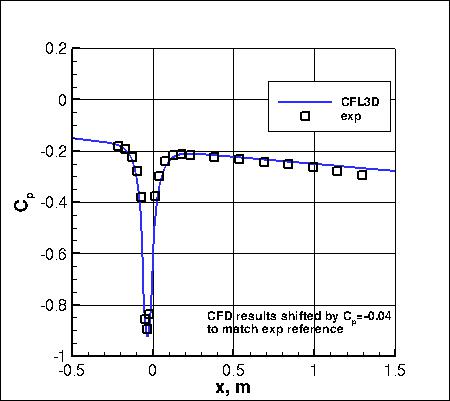 0.2
0
-0.2
-0.4
-0.6
-0.8
-1
Cp
CFL3D
exp
CFD results shifted by Cp=-0.04
to match exp reference
-0.5 0 0.5 1 1.5
x, m